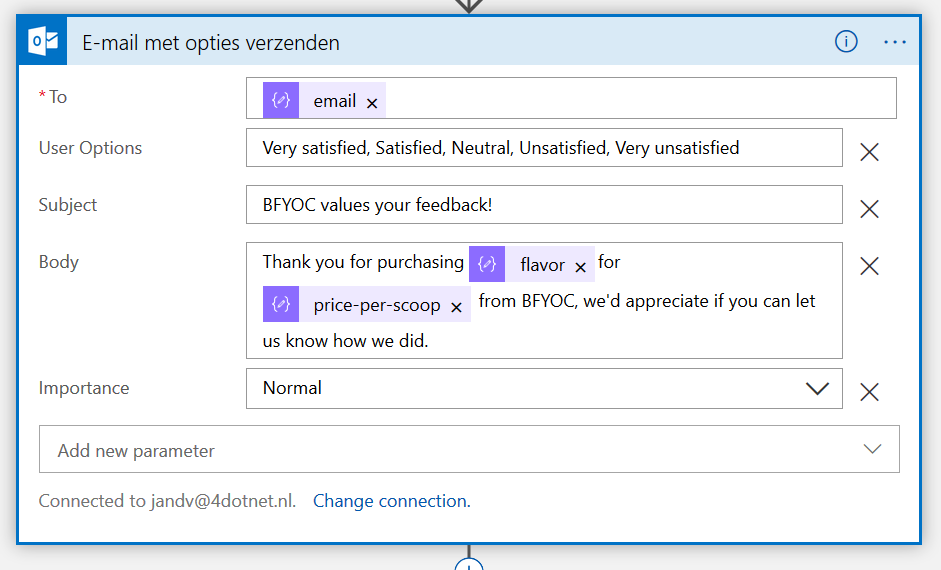 E-mail met opties verzenden
* To
email ×
User Options
Very satisfied, Satisfied, Neutral, Unsatisfied, Very unsatisfied
Subject
BFYOC values your feedback!
Body
Thank you for purchasing flavor × for
price-per-scoop × from BFYOC, we'd appreciate if you can let
us know how we did.
Importance
Normal
Add new parameter
Connected to jandv@4dotnet.nl. Change connection.